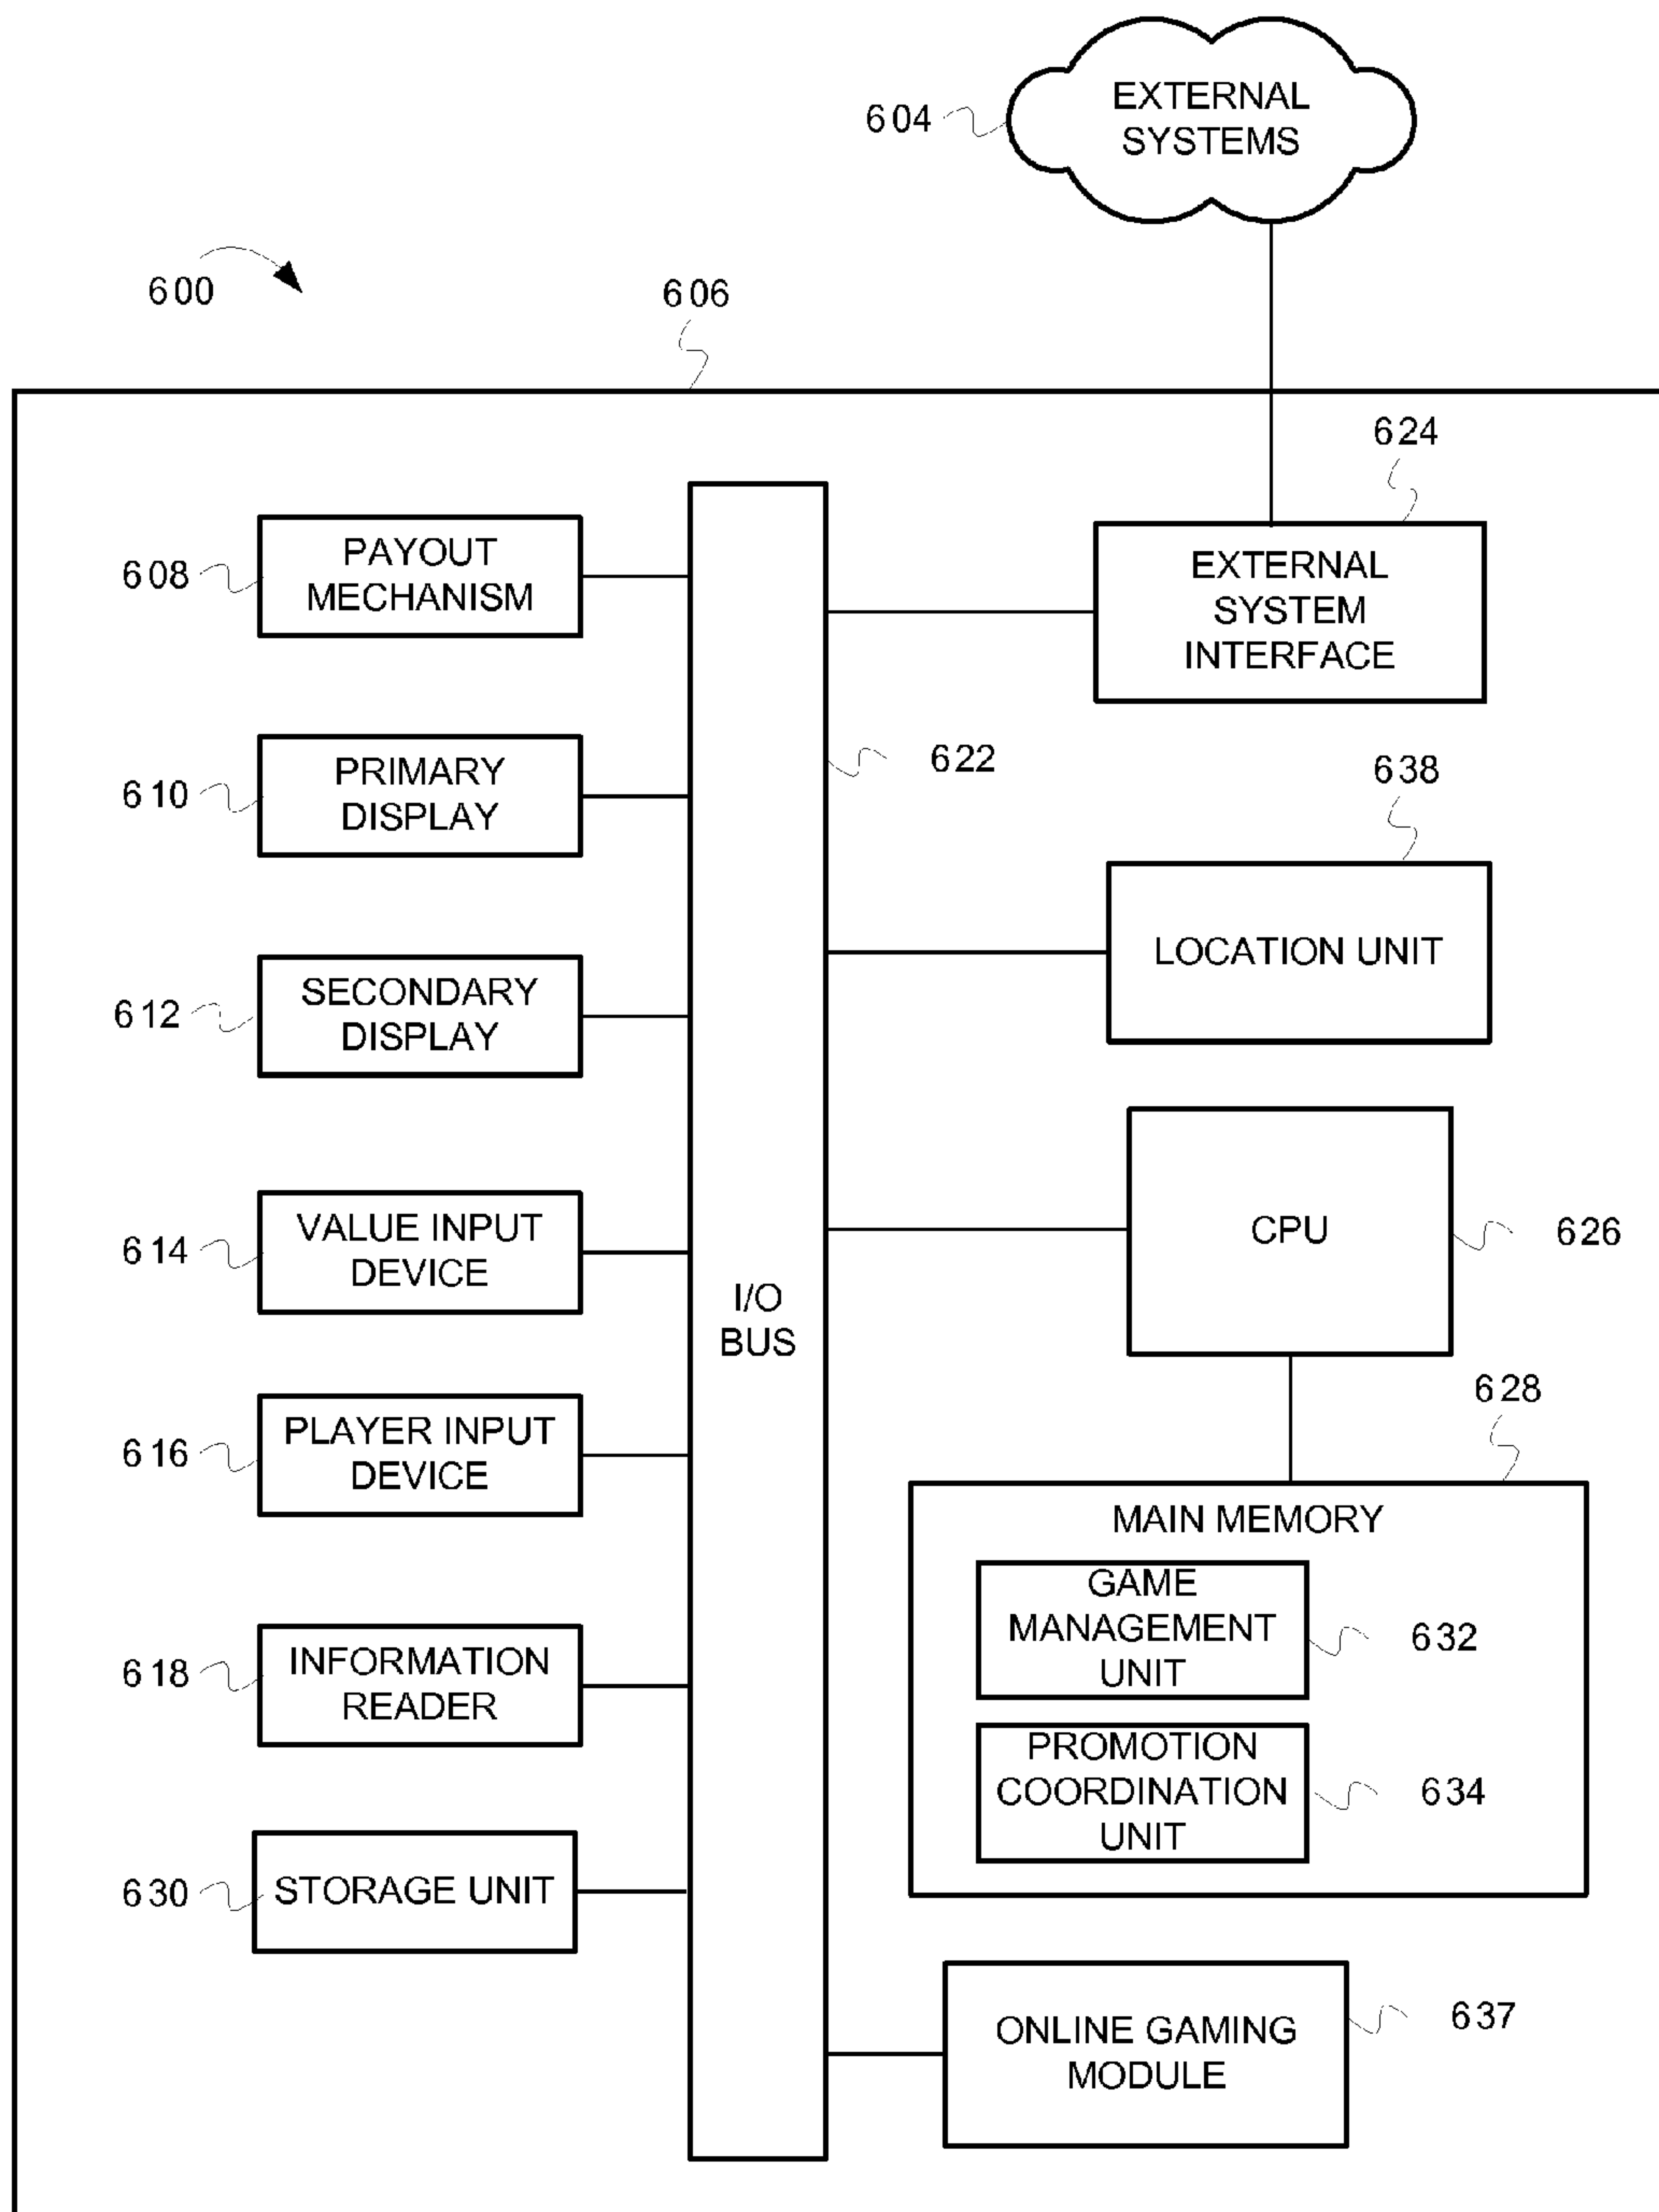 EXTERNAL
SYSTEMS
604
600
606
624
PAYOUT
MECHANISM
608
EXTERNAL
SYSTEM
INTERFACE
622
638
PRIMARY
DISPLAY
610
LOCATION UNIT
SECONDARY
DISPLAY
612
CPU
626
VALUE INPUT
DEVICE
614
I/O
BUS
628
PLAYER INPUT
DEVICE
616
MAIN MEMORY
GAME
MANAGEMENT
UNIT
632
INFORMATION
READER
618
PROMOTION
COORDINATION
UNIT
634
STORAGE UNIT
630
ONLINE GAMING
MODULE
637